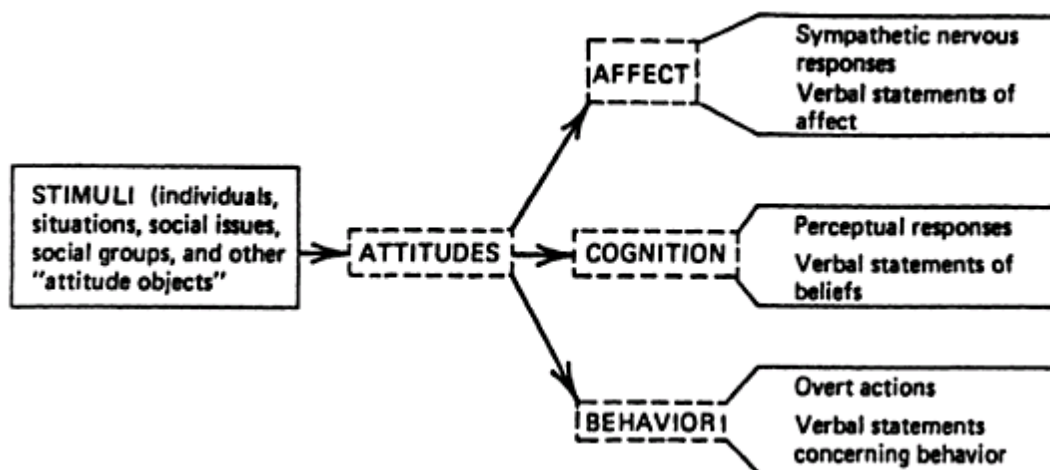 STIMULI (individuals,
situations, social issues,
social groups, and other
"attitude objects"
ATTITUDES
AFFECT
Sympathetic nervous
responses
Verbal statements of
affect
COGNITION
Perceptual responses
Verbal statements of
beliefs
BEHAVIOR
Overt actions
Verbal statements
concerning behavior